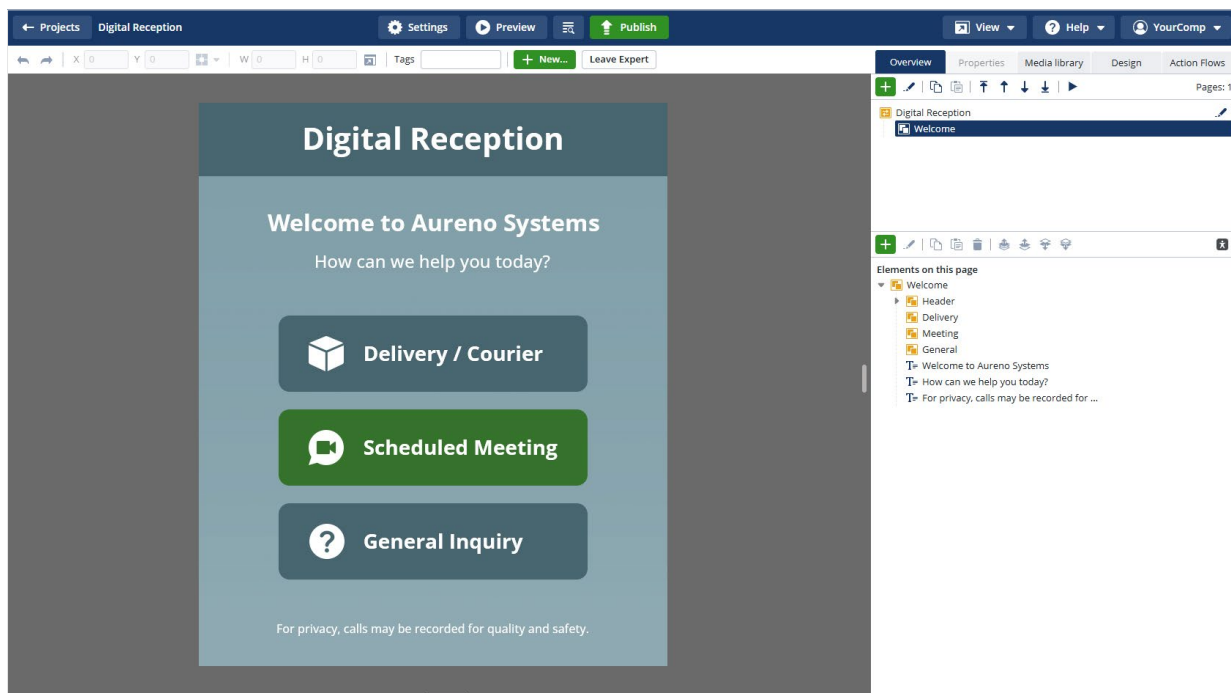 ← Projects Digital Reception Settings Preview Publish View Help YourComp
X 0 Y 0 W 0 H 0 Tags + New... Leave Expert
Overview Properties Media library Design Action Flows
Pages: 1
Digital Reception
Welcome
Digital Reception
Welcome to Aureno Systems
How can we help you today?
Delivery / Courier
Scheduled Meeting
General Inquiry
For privacy, calls may be recorded for quality and safety.
Elements on this page
Welcome
Header
Delivery
Meeting
General
Welcome to Aureno Systems
How can we help you today?
For privacy, calls may be recorded for ...